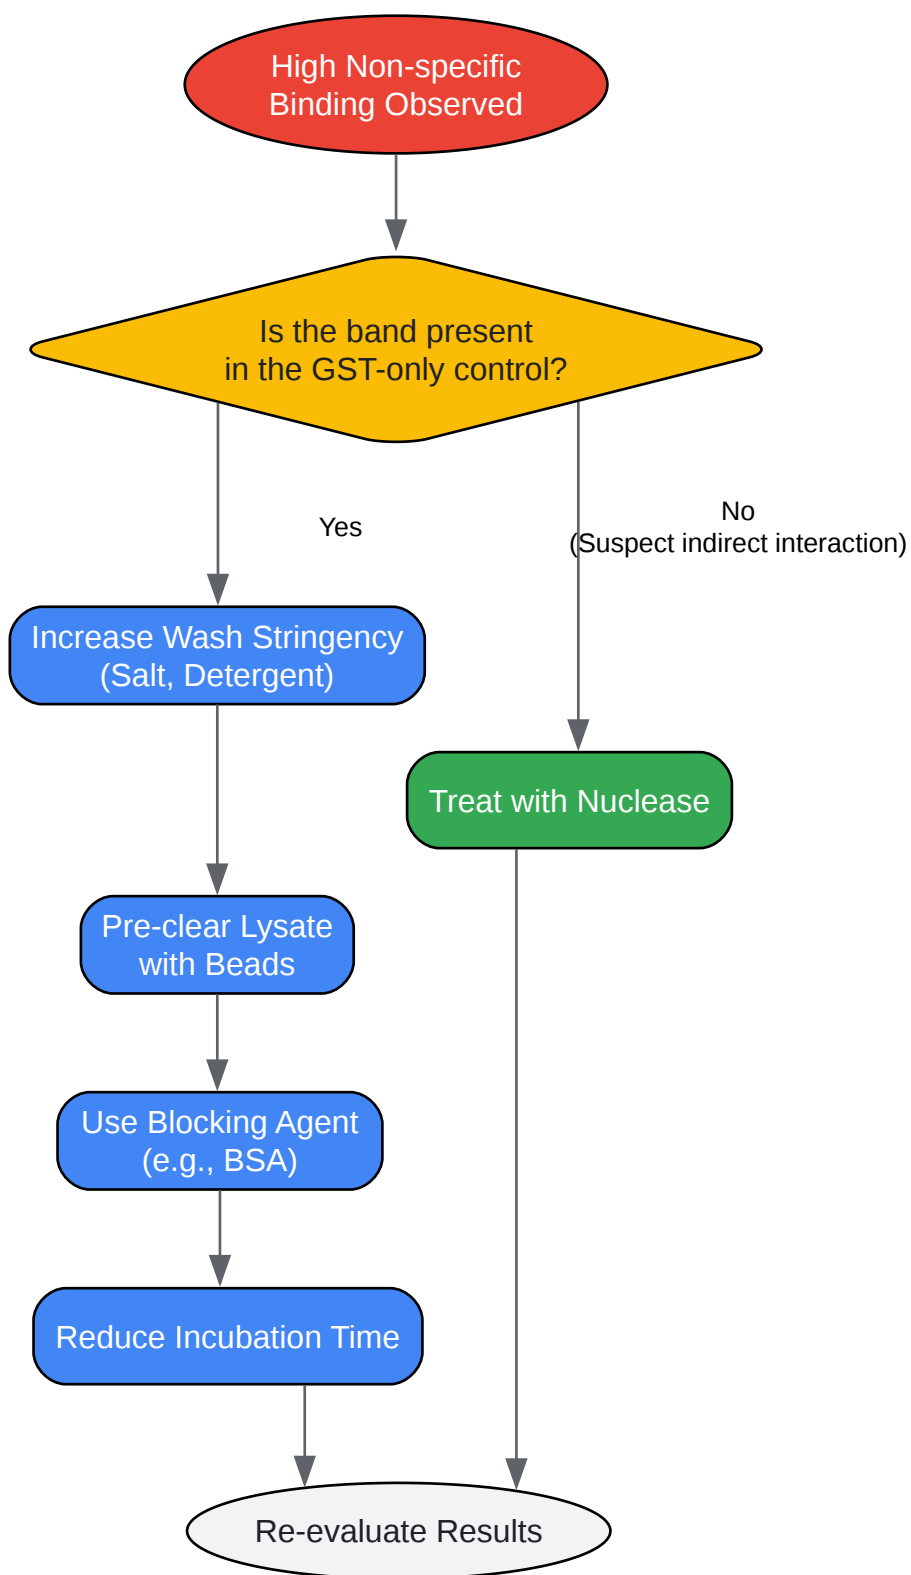 High Non-specific
Binding Observed
Is the band present
in the GST-only control?
Yes
No
(Suspect indirect interaction)
Increase Wash Stringency
(Salt, Detergent)
Treat with Nuclease
Pre-clear Lysate
with Beads
Use Blocking Agent
(e.g., BSA)
Reduce Incubation Time
Re-evaluate Results